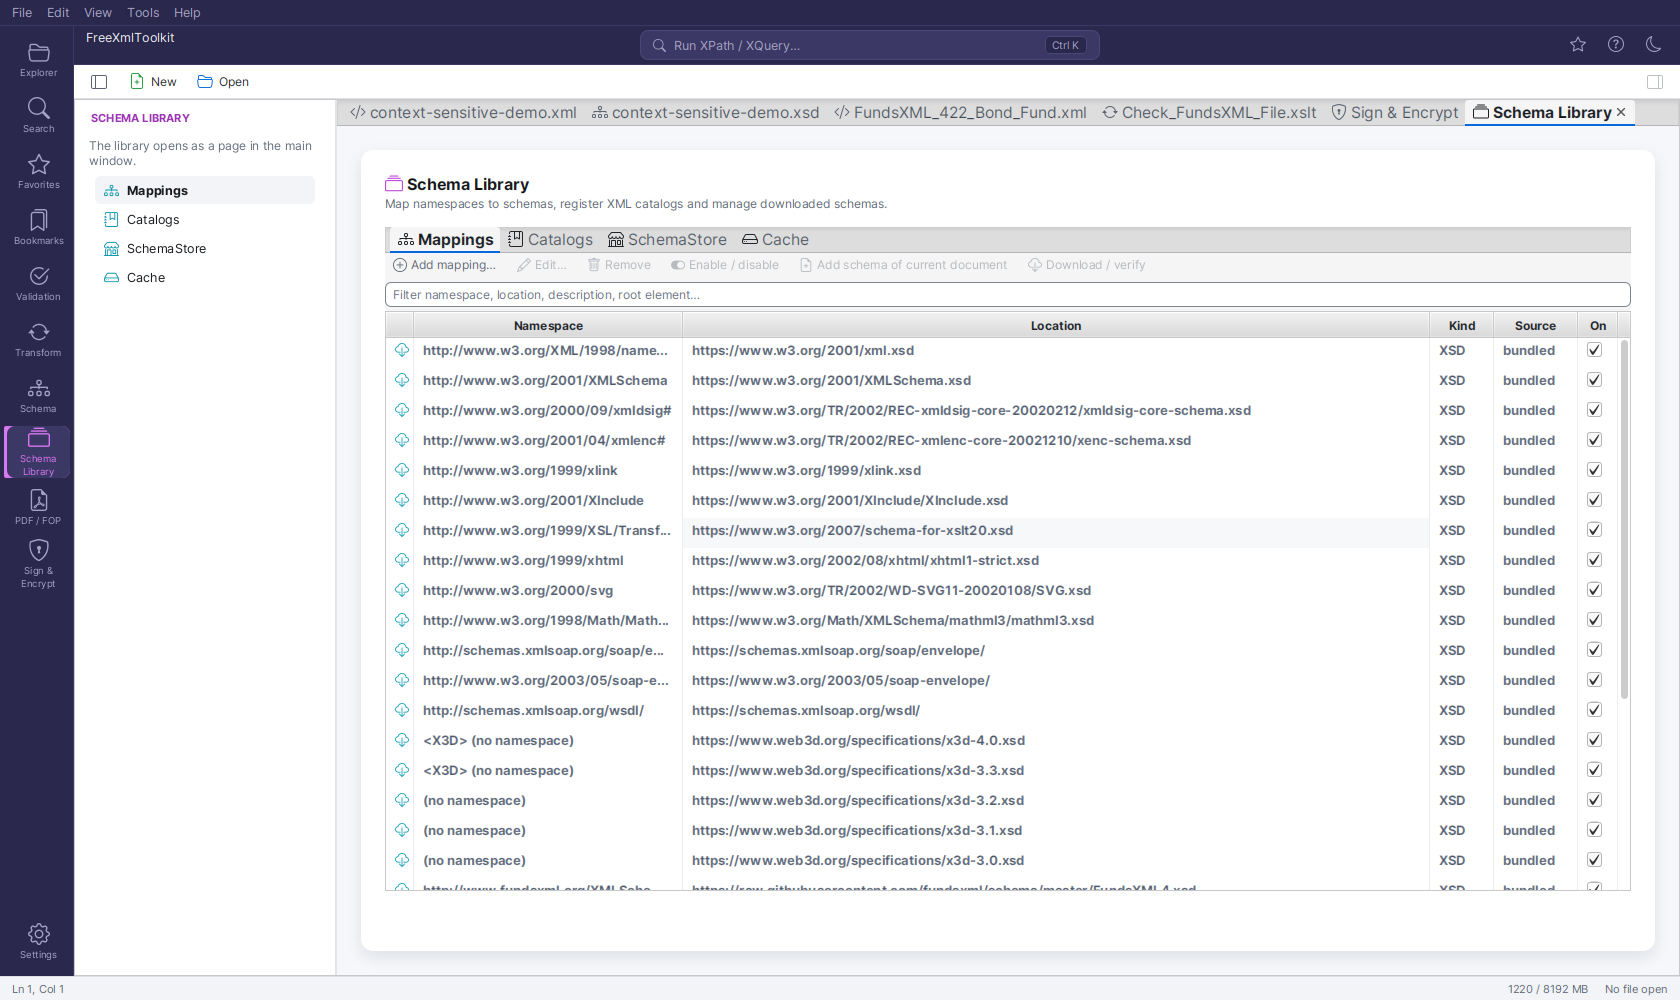 File Edit View Tools Help
FreeXmlToolkit
Run XPath / XQuery... Ctrl K
New Open
Explorer
Search
Favorites
Bookmarks
Validation
Transform
Schema
Schema Library
PDF / FOP
Sign & Encrypt
Settings
SCHEMA LIBRARY
The library opens as a page in the main window.
Mappings
Catalogs
SchemaStore
Cache
context-sensitive-demo.xml context-sensitive-demo.xsd FundsXML_422_Bond_Fund.xml Check_FundsXML_File.xslt Sign & Encrypt Schema Library
Schema Library
Map namespaces to schemas, register XML catalogs and manage downloaded schemas.
Mappings Catalogs SchemaStore Cache
Add mapping... Edit... Remove Enable / disable Add schema of current document Download / verify
Filter namespace, location, description, root element...
Namespace Location Kind Source On
http://www.w3.org/XML/1998/name... https://www.w3.org/2001/xml.xsd XSD bundled
http://www.w3.org/2001/XMLSchema https://www.w3.org/2001/XMLSchema.xsd XSD bundled
http://www.w3.org/2000/09/xmldsig# https://www.w3.org/TR/2002/REC-xmldsig-core-20020212/xmldsig-core-schema.xsd XSD bundled
http://www.w3.org/2001/04/xmlenc# https://www.w3.org/TR/2002/REC-xmlenc-core-20021210/xenc-schema.xsd XSD bundled
http://www.w3.org/1999/xlink https://www.w3.org/1999/xlink.xsd XSD bundled
http://www.w3.org/2001/XInclude https://www.w3.org/2001/XInclude/XInclude.xsd XSD bundled
http://www.w3.org/1999/XSL/Transf... https://www.w3.org/2007/schema-for-xslt20.xsd XSD bundled
http://www.w3.org/1999/xhtml https://www.w3.org/2002/08/xhtml/xhtml1-strict.xsd XSD bundled
http://www.w3.org/2000/svg https://www.w3.org/TR/2002/WD-SVG11-20020108/SVG.xsd XSD bundled
http://www.w3.org/1998/Math/Math... https://www.w3.org/Math/XMLSchema/mathml3/mathml3.xsd XSD bundled
http://schemas.xmlsoap.org/soap/e... https://schemas.xmlsoap.org/soap/envelope/ XSD bundled
http://www.w3.org/2003/05/soap-e... https://www.w3.org/2003/05/soap-envelope/ XSD bundled
http://schemas.xmlsoap.org/wsdl/ https://schemas.xmlsoap.org/wsdl/ XSD bundled
<X3D> (no namespace) https://www.web3d.org/specifications/x3d-4.0.xsd XSD bundled
<X3D> (no namespace) https://www.web3d.org/specifications/x3d-3.3.xsd XSD bundled
(no namespace) https://www.web3d.org/specifications/x3d-3.2.xsd XSD bundled
(no namespace) https://www.web3d.org/specifications/x3d-3.1.xsd XSD bundled
(no namespace) https://www.web3d.org/specifications/x3d-3.0.xsd XSD bundled
http://www.fundsxml.org/XMLSche... https://raw.githubusercontent.com/fundsxml/schema/master/FundsXML4.xsd XSD bundled
Ln 1, Col 1 1220 / 8192 MB No file open